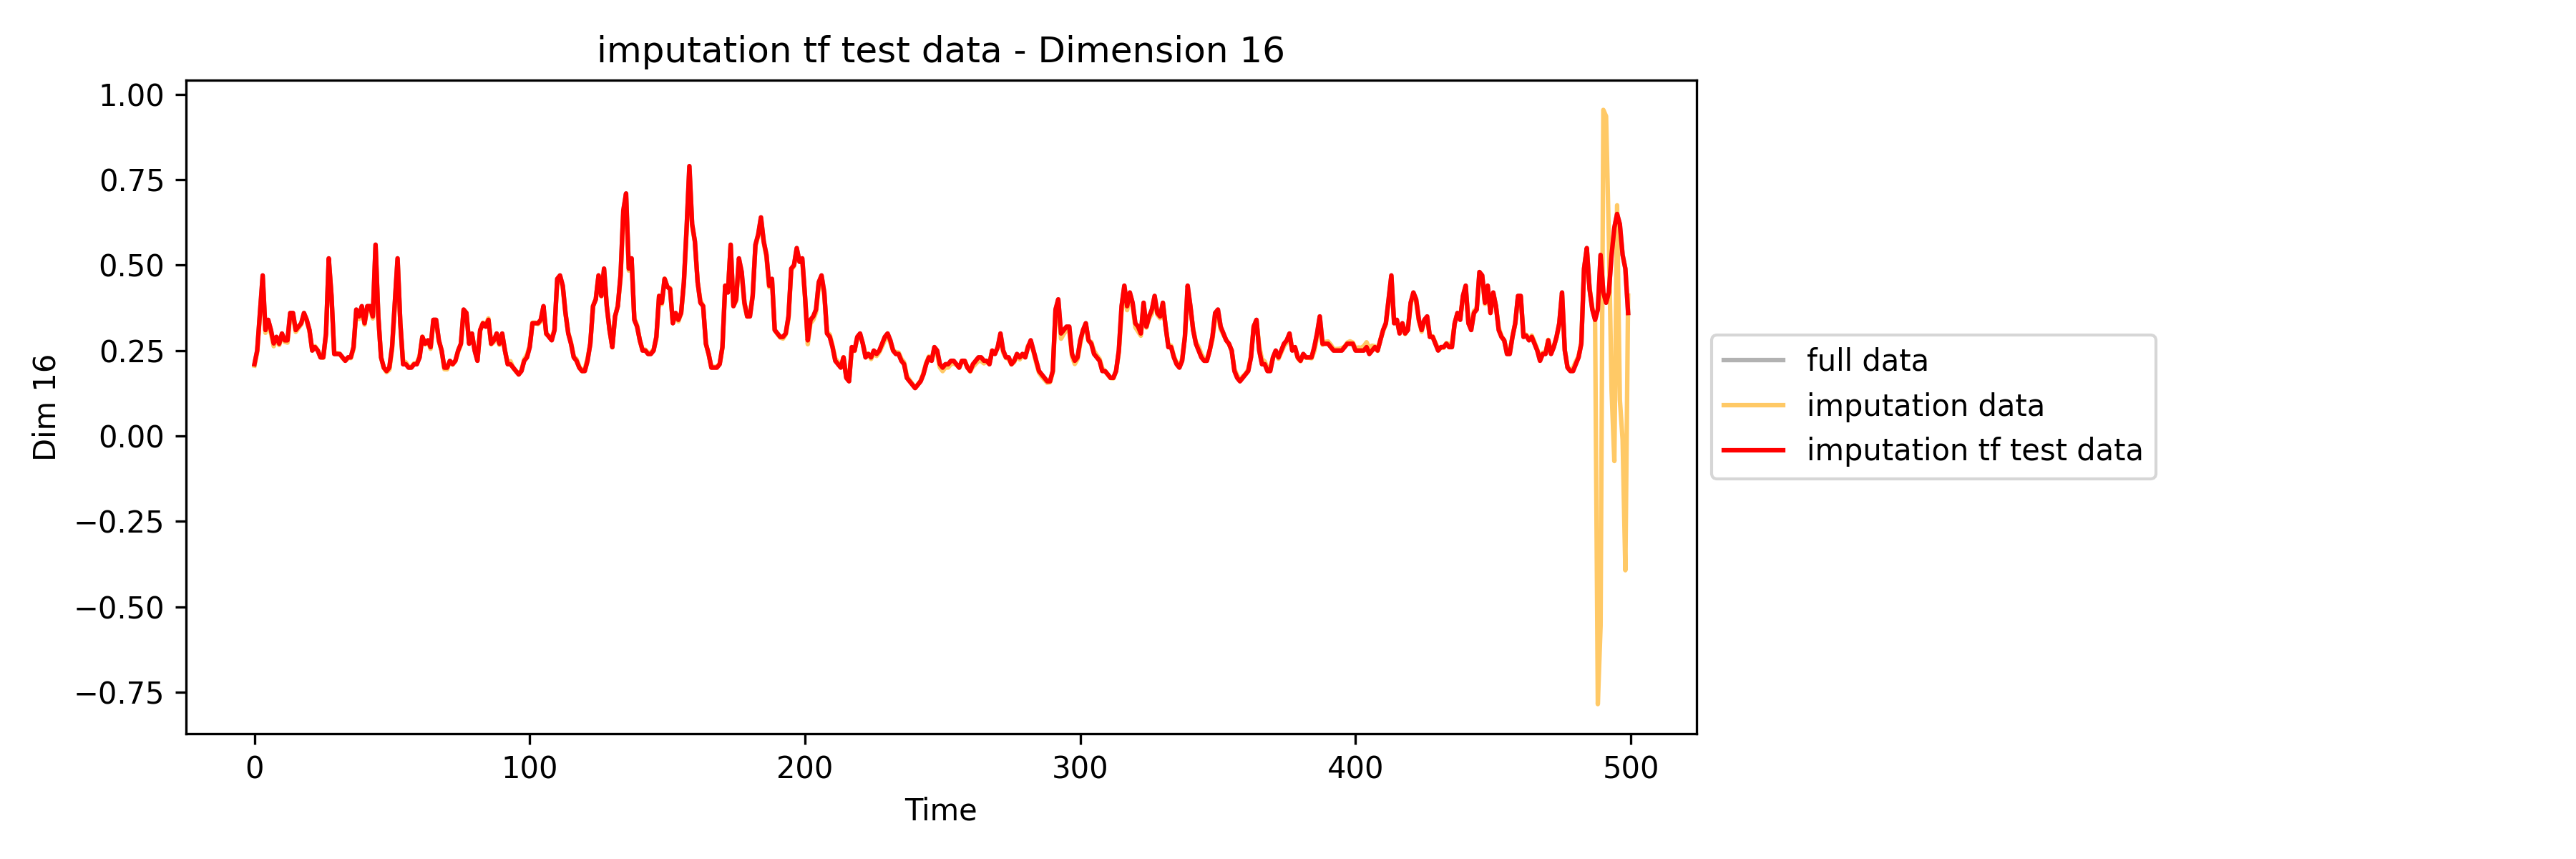 imputation tf test data - Dimension 16
1.00
0.75
0.50
0.25
0.00
−0.25
−0.50
−0.75
Dim 16
0
100
200
300
400
500
Time
full data
imputation data
imputation tf test data